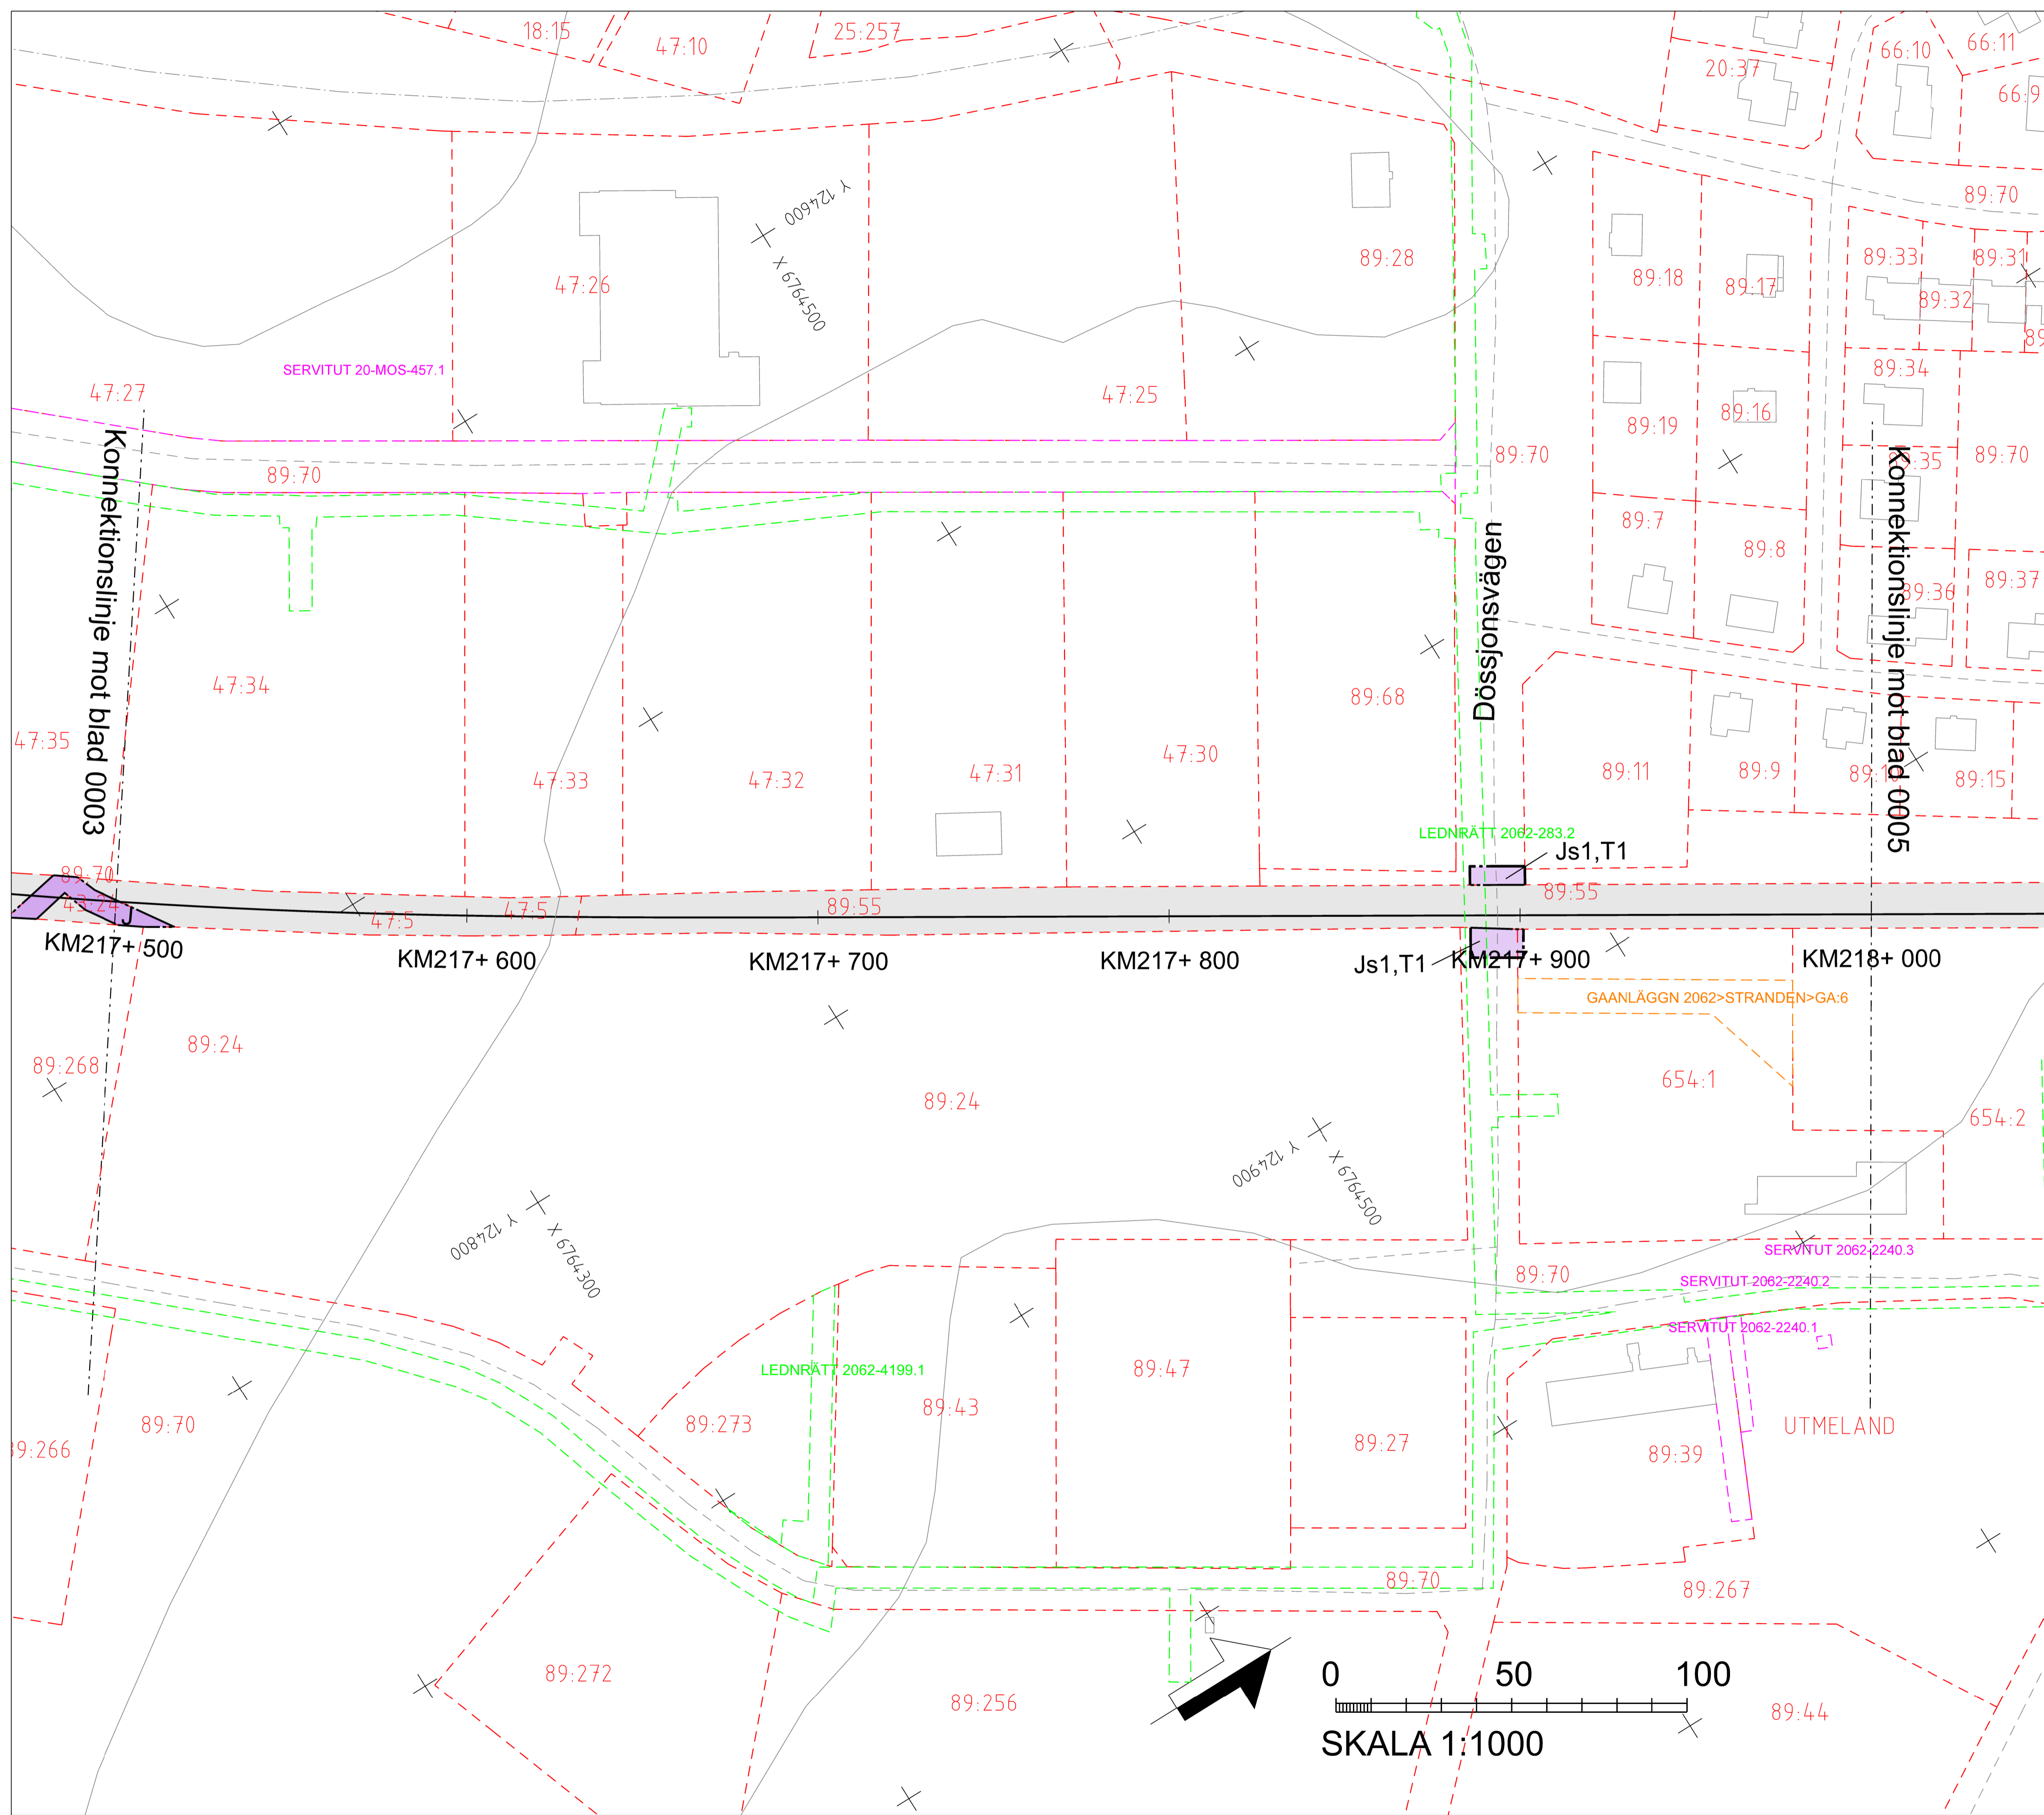 18:15
47:10
25:257
20:37
66:10
66:11
66:9
89:70
Y 124600
X 6764500
47:26
89:28
89:18
89:17
89:33
89:31
89:32
SERVITUT 20-MOS-457.1
47:27
47:25
89:34
89:16
89:19
89:70
89:70
89:70
89:35
Konnektionslinje mot blad 0003
Dössjonusvägen
Konnektionslinje mot blad 0005
89:7
89:8
89:37
89:36
47:34
89:68
47:35
47:33
47:32
47:31
47:30
89:11
89:9
89:15
LEDNRÄTT 2062-283.2
Js1,T1
89:70
43:24
J
47:5
47:5
89:55
89:55
KM217+ 500
KM217+ 600
KM217+ 700
KM217+ 800
Js1,T1
KM217+ 900
KM218+ 000
GAANLÄGGN 2062>STRANDEN>GA:6
89:24
89:268
89:24
654:1
654:2
Y 124900
X 6764500
Y 124800
X 6764300
SERVITUT 2062-2240.3
89:70
SERVITUT 2062-2240.2
SERVITUT 2062-2240.1
LEDNRÄTT 2062-4199.1
89:47
89:43
89:273
89:70
89:27
UTMELAND
89:39
89:266
89:70
89:267
89:272
89:256
89:44
0 50 100
SKALA 1:1000